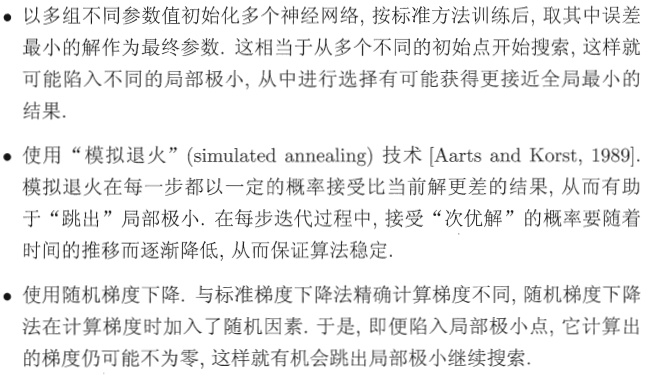 • 以多组不同参数值初始化多个神经网络, 按标准方法训练后, 取其中误差
最小的解作为最终参数. 这相当于从多个不同的初始点开始搜索, 这样就
可能陷入不同的局部极小, 从中进行选择有可能获得更接近全局最小的
结果.
• 使用“模拟退火”(simulated annealing) 技术 [Aarts and Korst, 1989].
模拟退火在每一步都以一定的概率接受比当前解更差的结果, 从而有助
于“跳出”局部极小. 在每步迭代过程中, 接受“次优解”的概率要随着
时间的推移而逐渐降低, 从而保证算法稳定.
• 使用随机梯度下降. 与标准梯度下降法精确计算梯度不同, 随机梯度下降
法在计算梯度时加入了随机因素. 于是, 即便陷入局部极小点, 它计算出
的梯度仍可能不为零, 这样就有机会跳出局部极小继续搜索.